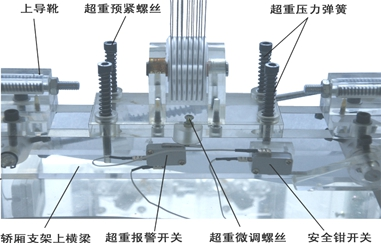 上导靴
超重预紧螺丝
超重压力弹簧
轿厢支架上横梁
超重报警开关
超重微调螺丝
安全钳开关